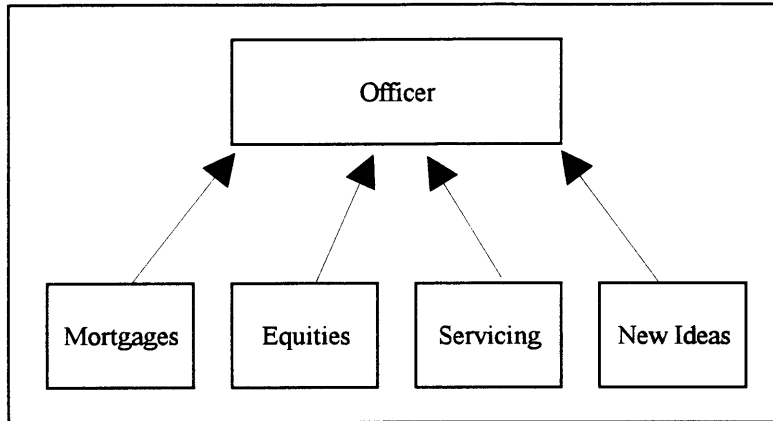 Officer
Mortgages
Equities
Servicing
New Ideas